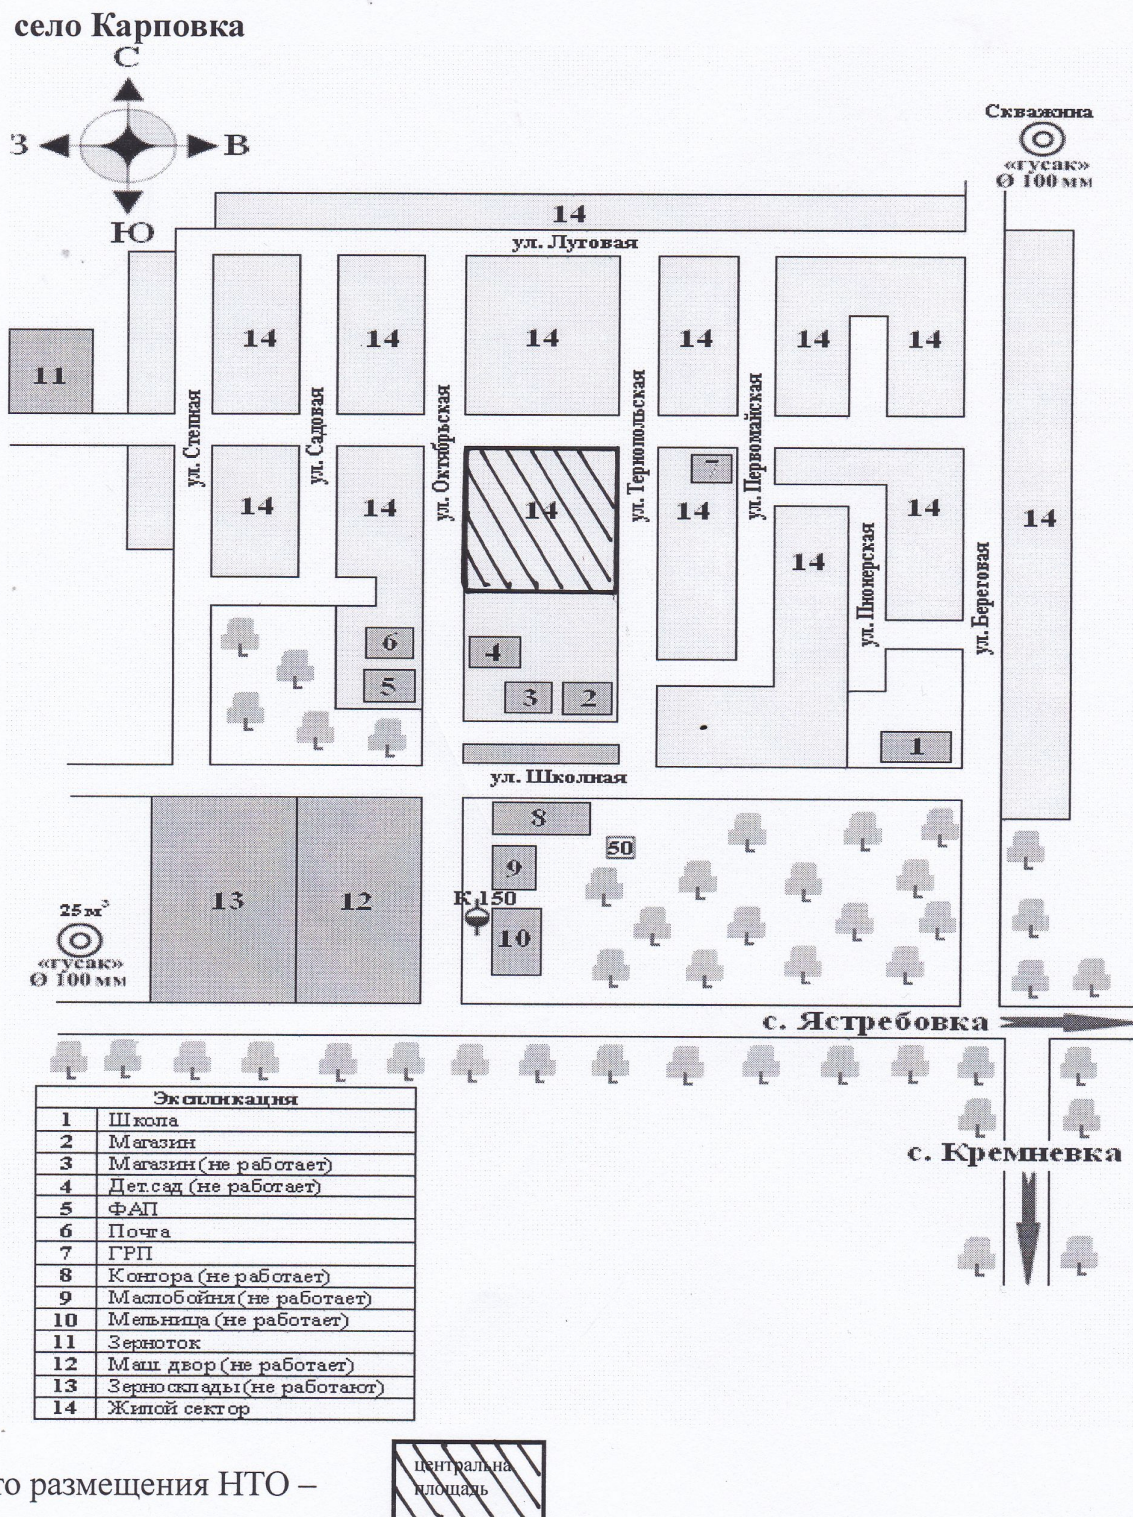 село Карповка
С
З
В
Ю
Скважина
«гусак»
Ø 100 мм
14
ул. Луговая
14
14
14
14
14
14
11
ул. Степная
ул. Садовая
ул. Октябрьская
ул. Тернопольская
ул. Первомайская
7
14
14
14
14
14
14
14
ул. Пионерская
ул. Береговая
6
5
4
3
2
1
ул. Школьная
8
50
9
К 150
10
13
12
25 м³
«гусак»
Ø 100 мм
с. Ястребовка
с. Кремневка
Экспликация
1 Школа
2 Магазин
3 Магазин (не работает)
4 Дет.сад (не работает)
5 ФАП
6 Почта
7 ГРП
8 Контора (не работает)
9 Маслобойня (не работает)
10 Мельница (не работает)
11 Зерноток
12 Маш. двор (не работает)
13 Зерносклады (не работают)
14 Жилой сектор
то размещения НТО –
центральна
площадь